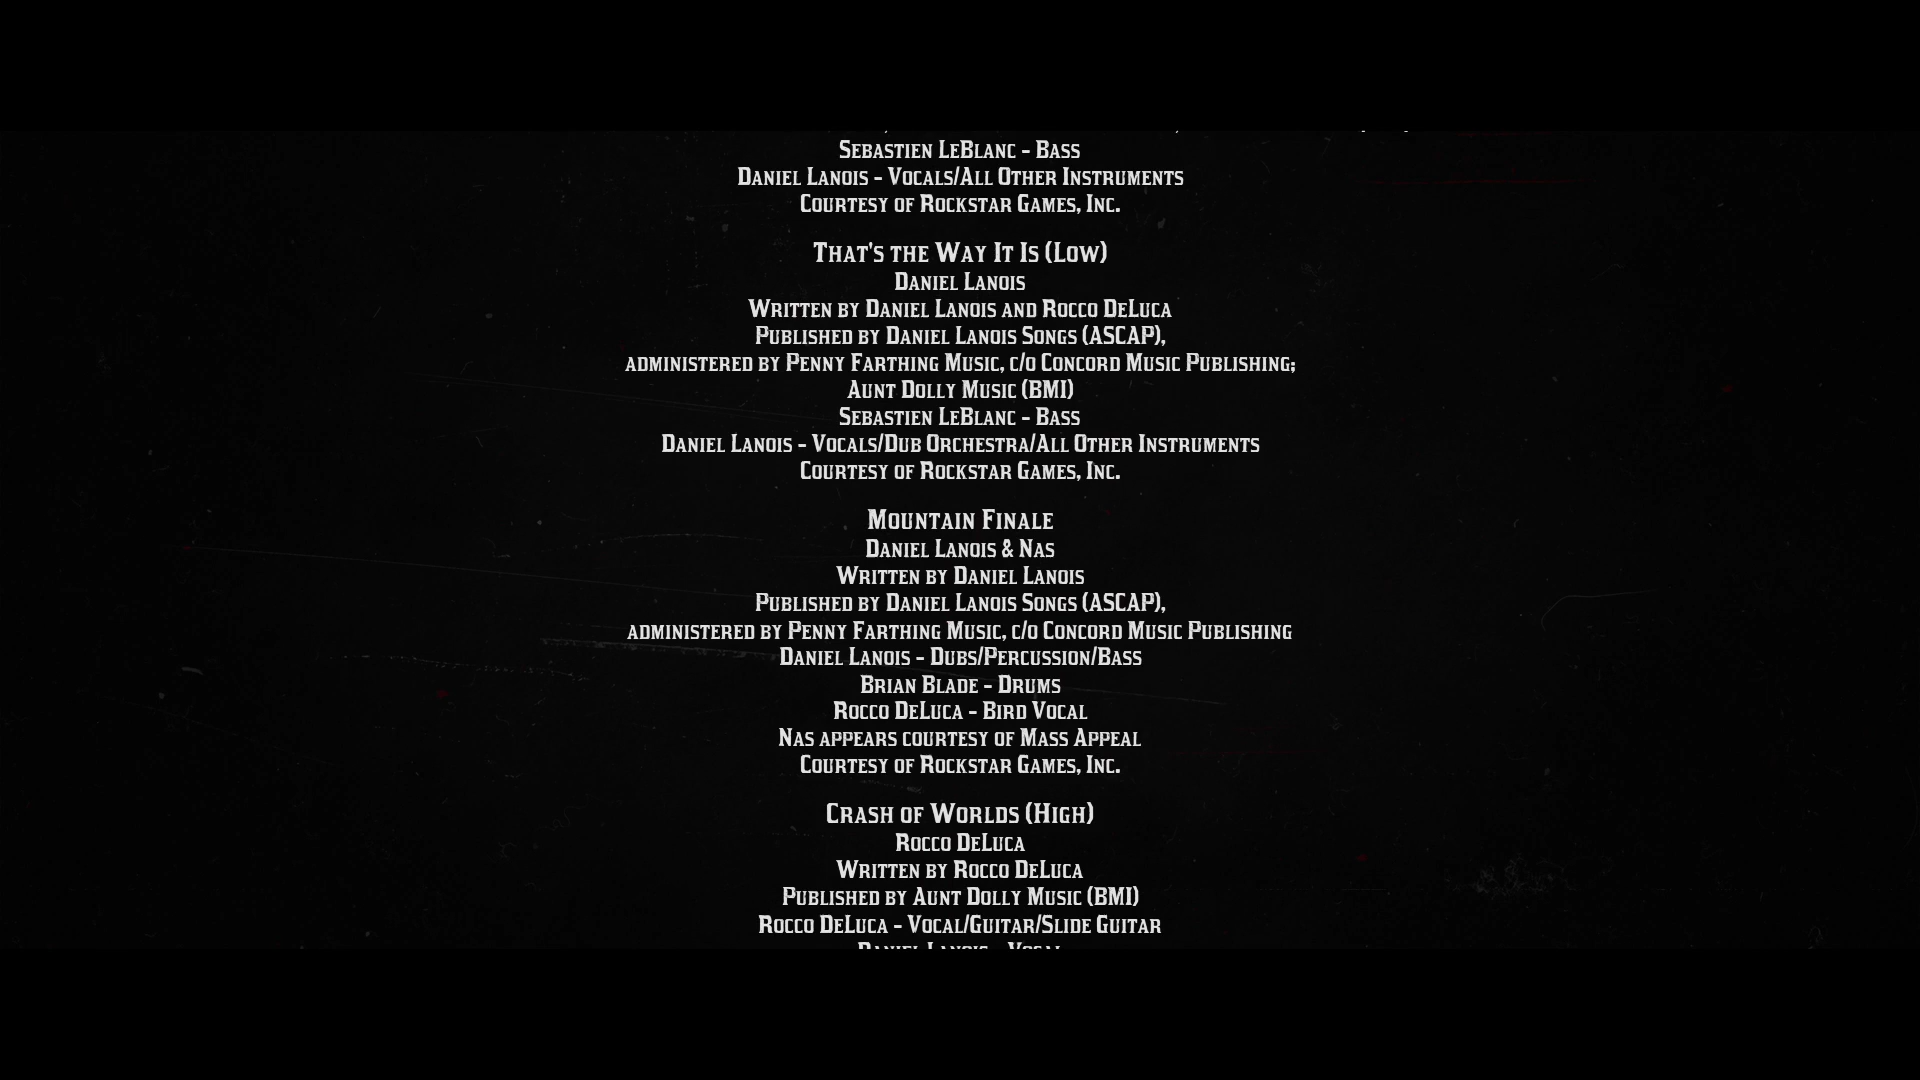 Sebastien LeBlanc - Bass
Daniel Lanois - Vocals/All Other Instruments
Courtesy of Rockstar Games, Inc.
That's the Way It Is (Low)
Daniel Lanois
Written by Daniel Lanois and Rocco DeLuca
Published by Daniel Lanois Songs (ASCAP),
administered by Penny Farthing Music, c/o Concord Music Publishing;
Aunt Dolly Music (BMI)
Sebastien LeBlanc - Bass
Daniel Lanois - Vocals/Dub Orchestra/All Other Instruments
Courtesy of Rockstar Games, Inc.
Mountain Finale
Daniel Lanois & Nas
Written by Daniel Lanois
Published by Daniel Lanois Songs (ASCAP),
administered by Penny Farthing Music, c/o Concord Music Publishing
Daniel Lanois - Dubs/Percussion/Bass
Brian Blade - Drums
Rocco DeLuca - Bird Vocal
Nas appears courtesy of Mass Appeal
Courtesy of Rockstar Games, Inc.
Crash of Worlds (High)
Rocco DeLuca
Written by Rocco DeLuca
Published by Aunt Dolly Music (BMI)
Rocco DeLuca - Vocal/Guitar/Slide Guitar
Daniel Lanois - Vocal